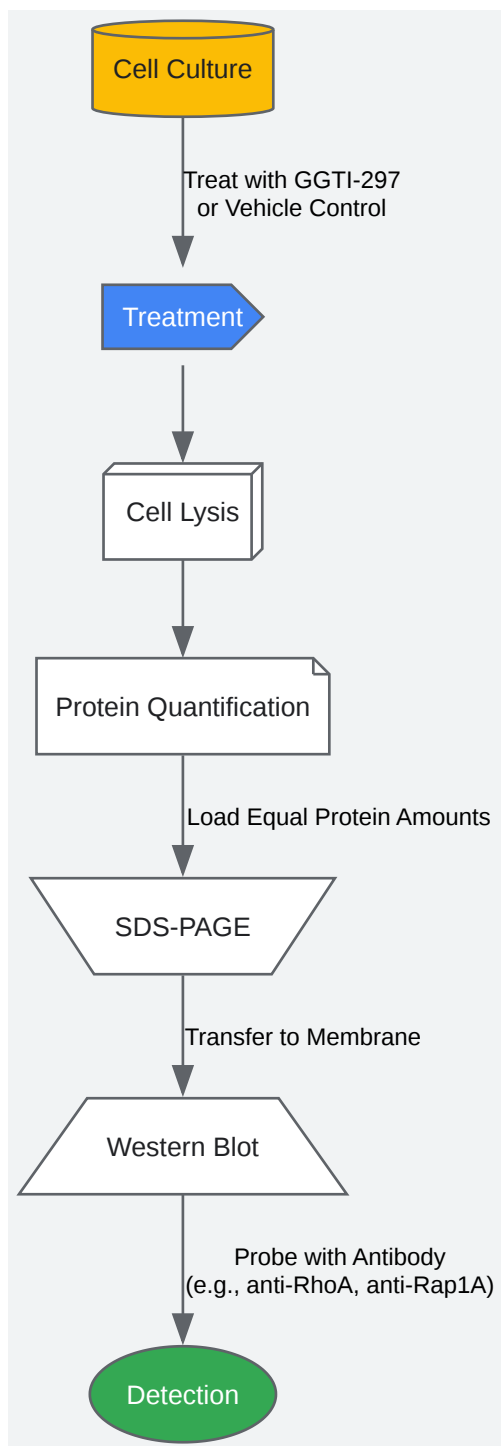 Cell Culture
Treat with GGTI-297
or Vehicle Control
Treatment
Cell Lysis
Protein Quantification
Load Equal Protein Amounts
SDS-PAGE
Transfer to Membrane
Western Blot
Probe with Antibody
(e.g., anti-RhoA, anti-Rap1A)
Detection